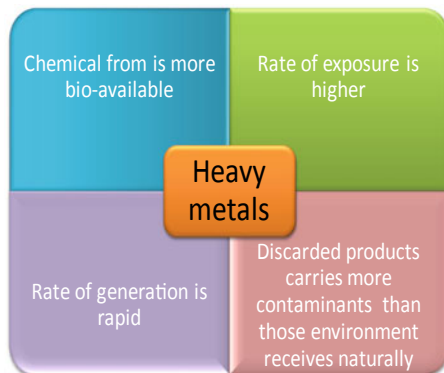 Chemical from is more
bio-available
Rate of exposure is
higher
Heavy
metals
Rate of generation is
rapid
Discarded products
carries more
contaminants than
those environment
receives naturally